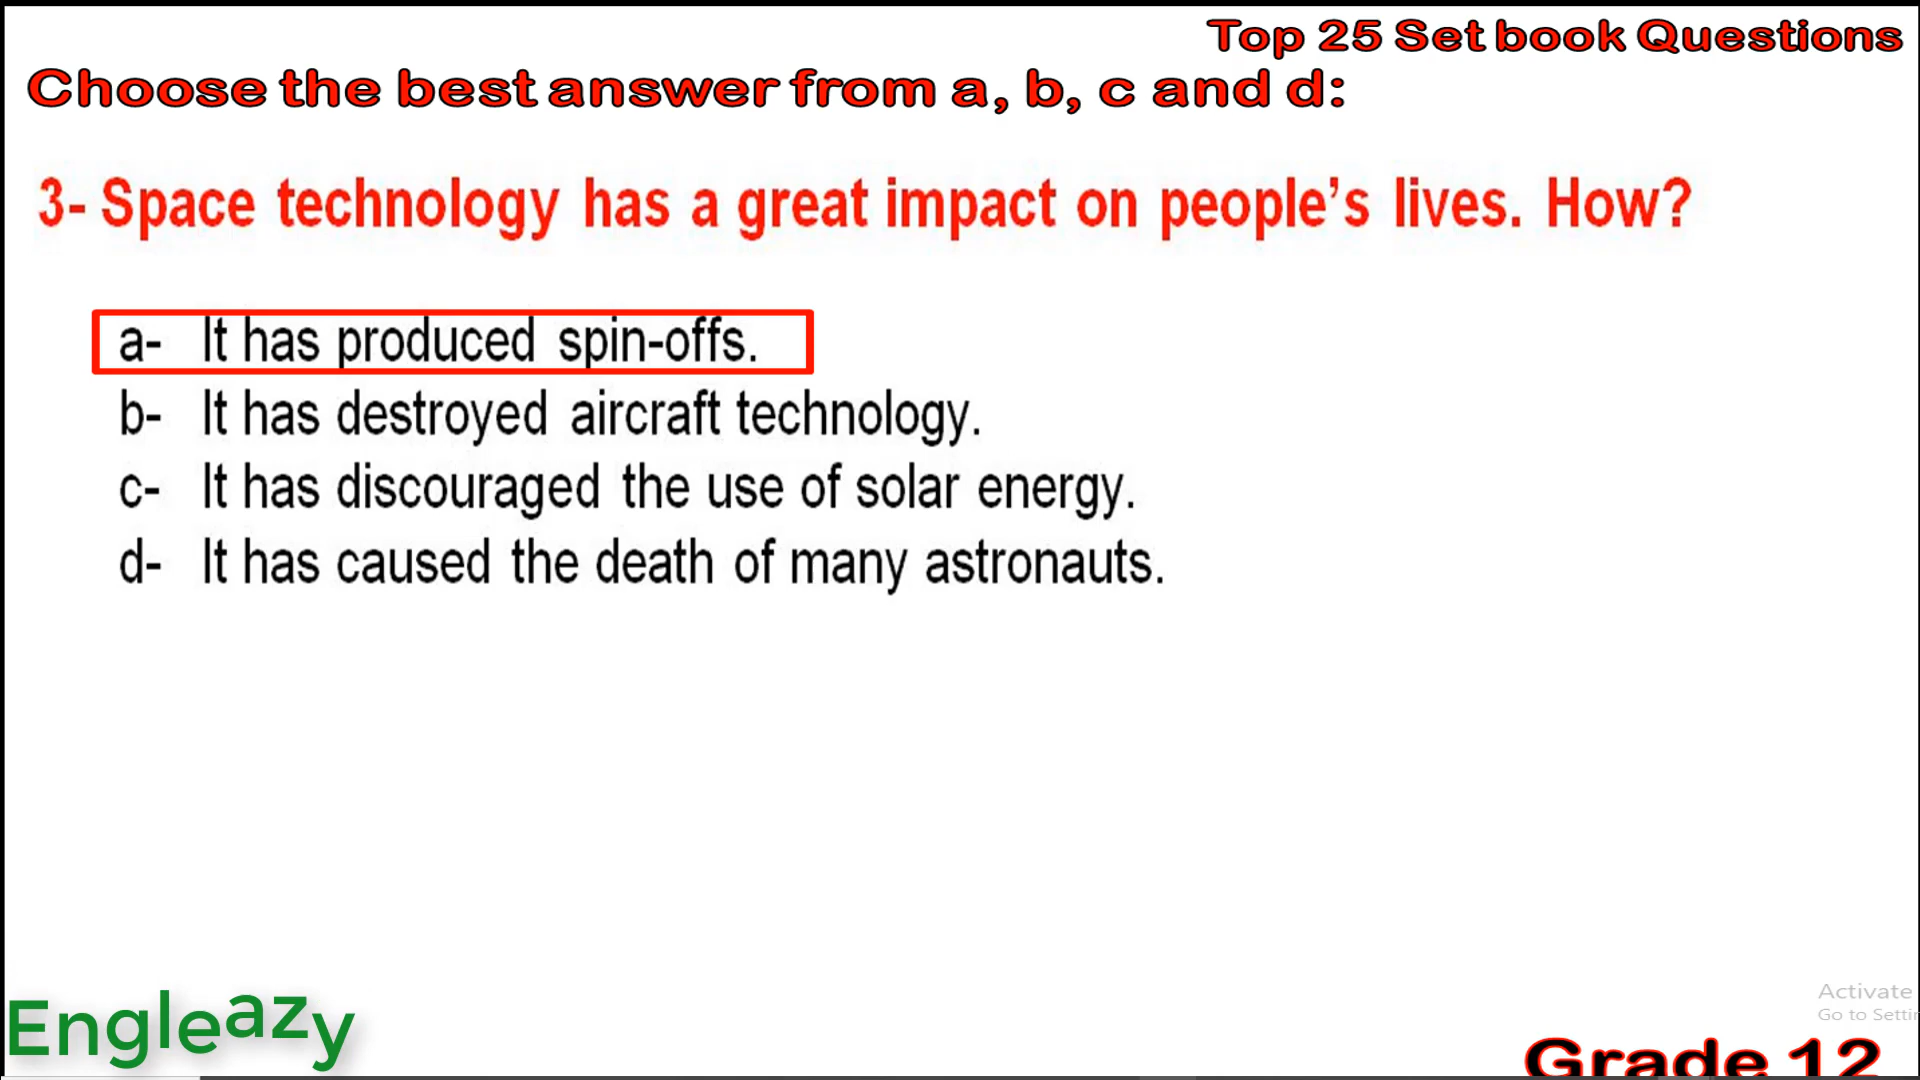 Top 25 Set book Questions
Choose the best answer from a, b, c and d:
3- Space technology has a great impact on people's lives. How?
a- It has produced spin-offs.
b- It has destroyed aircraft technology.
c- It has discouraged the use of solar energy.
d- It has caused the death of many astronauts.
Engleazy
Activate
Go to
Grade 12